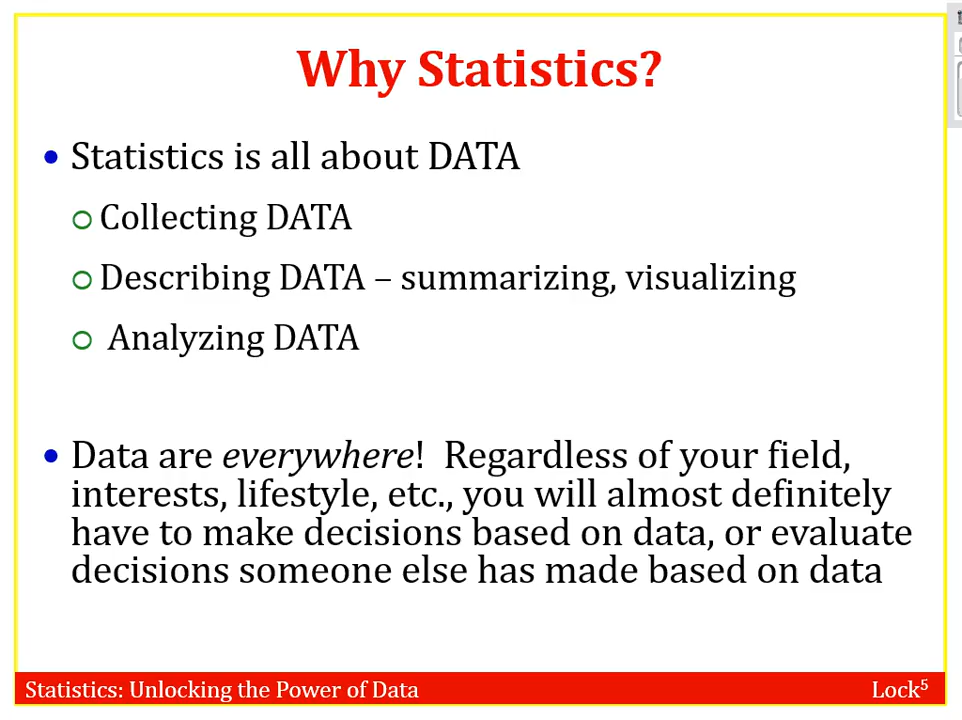 Why Statistics?
• Statistics is all about DATA
o Collecting DATA
o Describing DATA – summarizing, visualizing
o Analyzing DATA
• Data are everywhere! Regardless of your field,
interests, lifestyle, etc., you will almost definitely
have to make decisions based on data, or evaluate
decisions someone else has made based on data
Statistics: Unlocking the Power of Data
Lock⁵